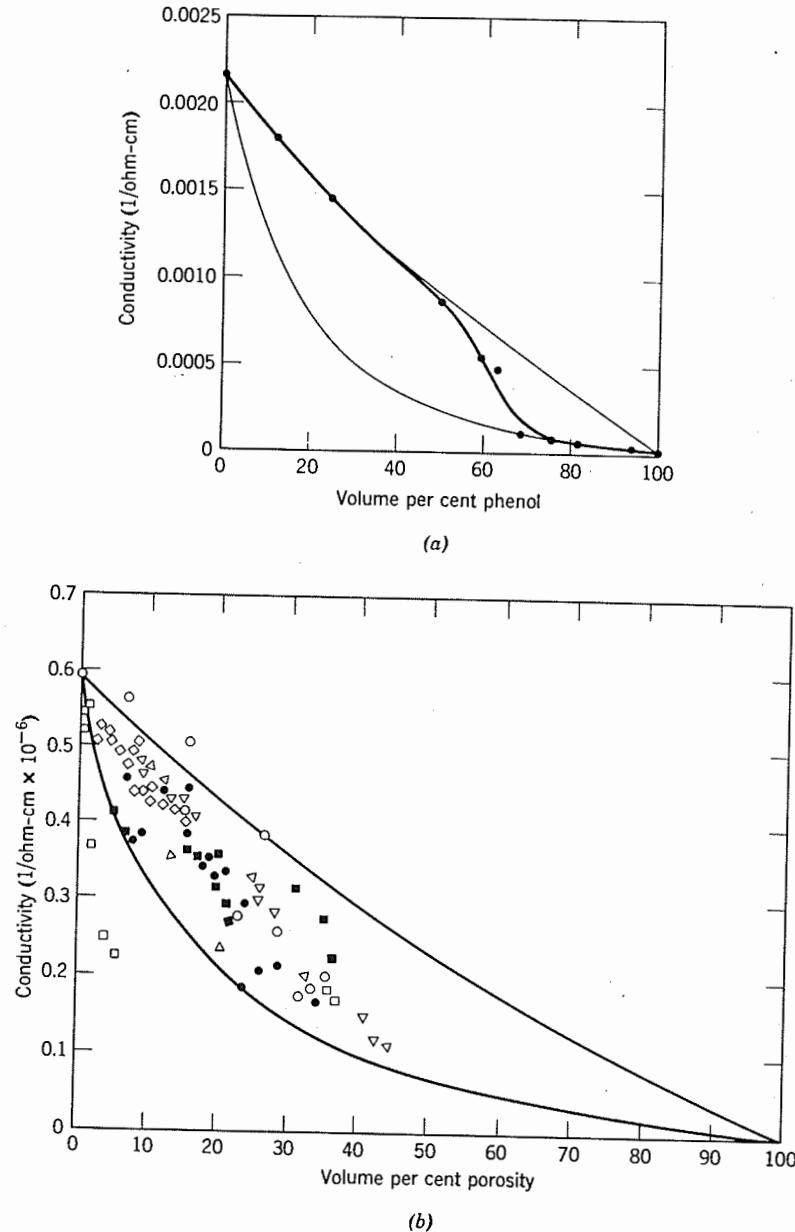 0.0025
0.0020
0.0015
0.0010
0.0005
0
Conductivity (1/ohm-cm)
0 20 40 60 80 100
Volume per cent phenol
(a)
0.7
0.6
0.5
0.4
0.3
0.2
0.1
0
Conductivity (1/ohm-cm × 10⁻⁶)
0 10 20 30 40 50 60 70 80 90 100
Volume per cent porosity
(b)